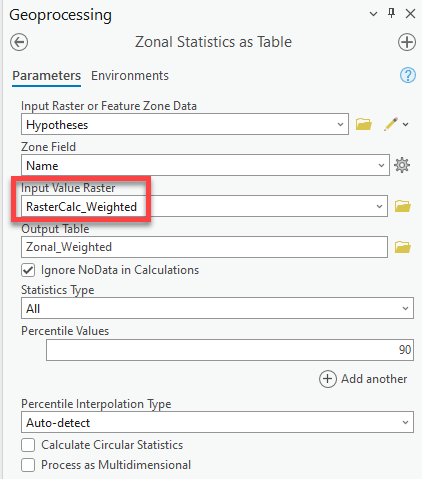 Geoprocessing
Zonal Statistics as Table
Parameters Environments
Input Raster or Feature Zone Data
Hypotheses
Zone Field
Name
Input Value Raster
RasterCalc_Weighted
Output Table
Zonal_Weighted
Ignore NoData in Calculations
Statistics Type
All
Percentile Values
90
Add another
Percentile Interpolation Type
Auto-detect
Calculate Circular Statistics
Process as Multidimensional